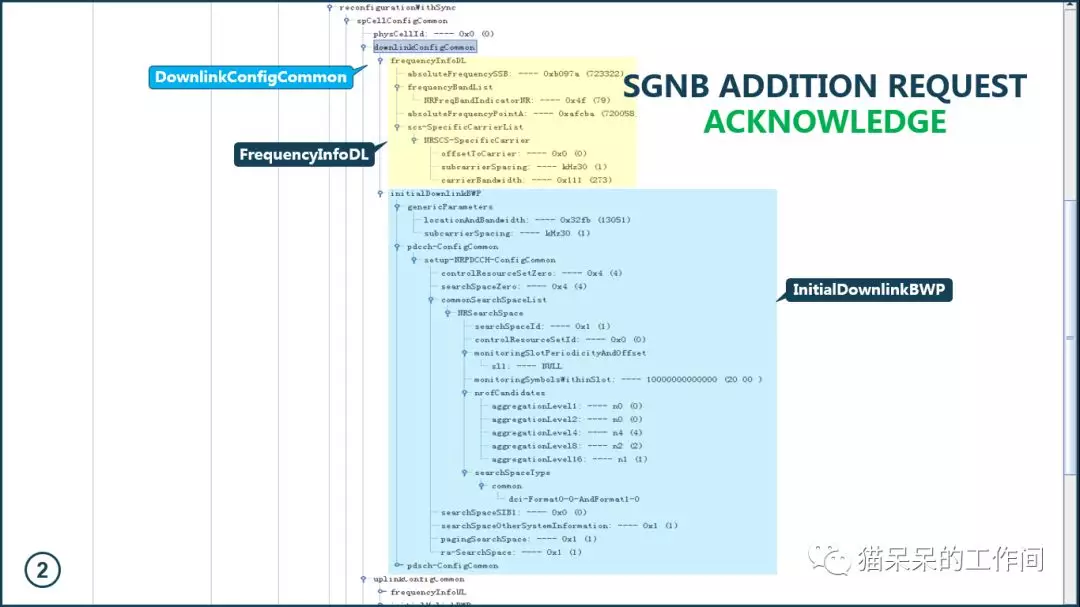 reconfigurationWithSync
spCellConfigCommon
physCellId: ---- 0x0 (0)
downlinkConfigCommon
DownlinkConfigCommon
frequencyInfoDL
absoluteFrequencySSB: ---- 0xb097a (723322)
frequencyBandList
NRFreqBandIndicatorNR: ---- 0x4f (79)
absoluteFrequencyPointA: ---- 0xafcba (720058
scs-SpecificCarrierList
NRSCS-SpecificCarrier
offsetToCarrier: ---- 0x0 (0)
subcarrierSpacing: ---- kHz30 (1)
carrierBandwidth: ---- 0x111 (273)
SGNB ADDITION REQUEST
ACKNOWLEDGE
FrequencyInfoDL
initialDownlinkBWP
genericParameters
locationAndBandwidth: ---- 0x32fb (13051)
subcarrierSpacing: ---- kHz30 (1)
pdcch-ConfigCommon
setup-NRPDCCH-ConfigCommon
controlResourceSetZero: ---- 0x4 (4)
searchSpaceZero: ---- 0x4 (4)
commonSearchSpaceList
NRSearchSpace
searchSpaceId: ---- 0x1 (1)
controlResourceSetId: ---- 0x0 (0)
monitoringSlotPeriodicityAndOffset
sl1: ---- NULL
monitoringSymbolsWithinSlot: ---- 10000000000000 (20 00 )
nrofCandidates
aggregationLevel1: ---- n0 (0)
aggregationLevel2: ---- n0 (0)
aggregationLevel4: ---- n4 (4)
aggregationLevel8: ---- n2 (2)
aggregationLevel16: ---- n1 (1)
searchSpaceType
common
dci-Format0-0-AndFormat1-0
searchSpaceSIB1: ---- 0x0 (0)
searchSpaceOtherSystemInformation: ---- 0x1 (1)
pagingSearchSpace: ---- 0x1 (1)
ra-SearchSpace: ---- 0x1 (1)
pdsch-ConfigCommon
InitialDownlinkBWP
uplinkConfigCommon
frequencyInfoUL
2
猫呆呆的工作间